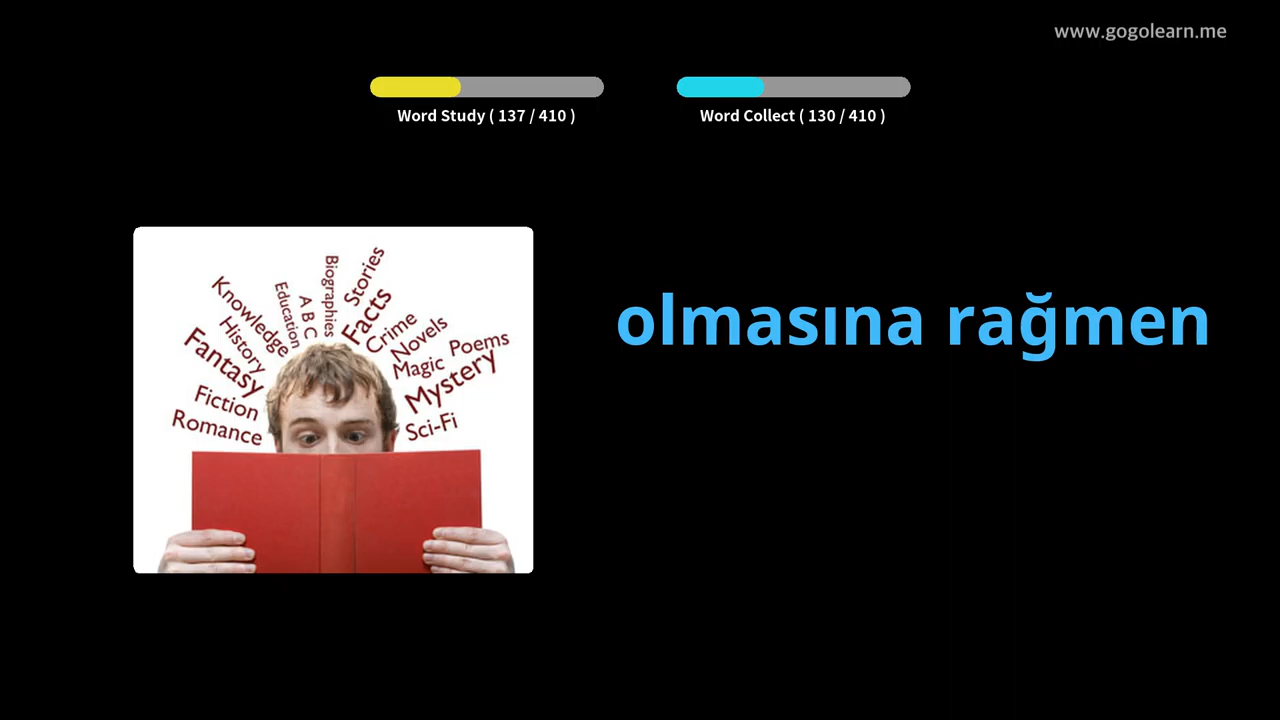 www.gogolearn.me
Word Study ( 137 / 410 )
Word Collect ( 130 / 410 )
Knowledge
Education
A B C
Biographies
Stories
Facts
Crime
Novels
Poems
History
Fantasy
Magic
Mystery
Fiction
Romance
Sci-Fi
olmasına rağmen